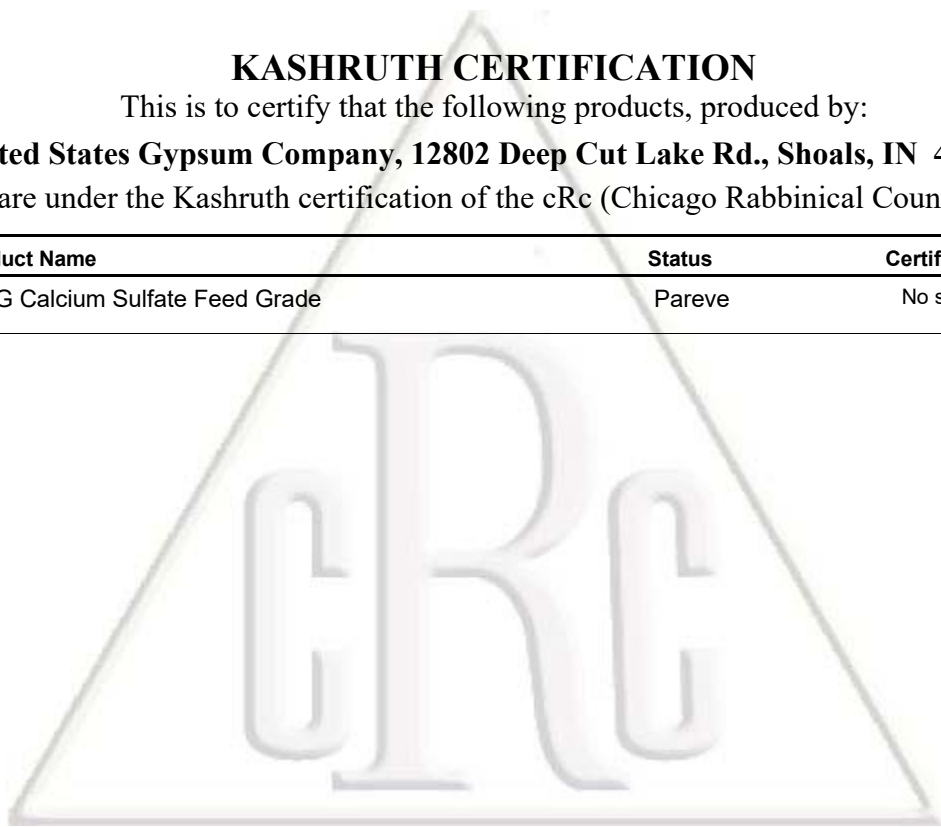 KASHRUTH CERTIFICATION
This is to certify that the following products, produced by:
ted States Gypsum Company, 12802 Deep Cut Lake Rd., Shoals, IN 4
are under the Kashruth certification of the cRc (Chicago Rabbinical Coun
uct Name Status Certif
G Calcium Sulfate Feed Grade Pareve No s
cRc